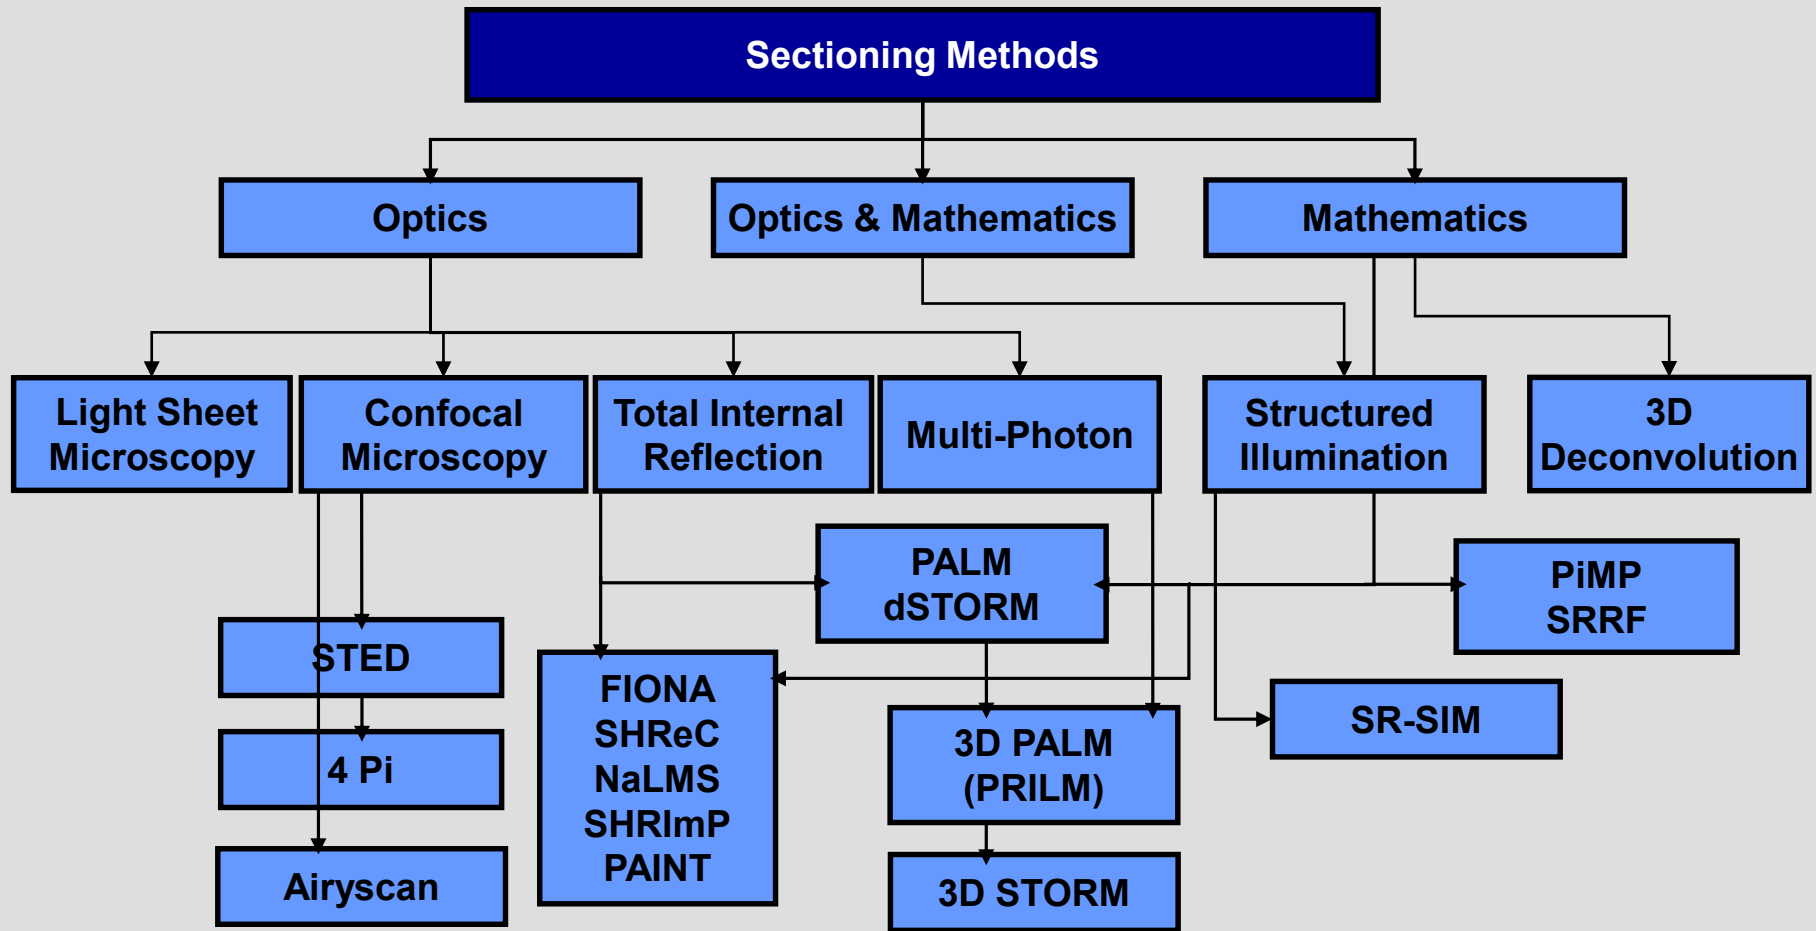 Sectioning Methods
Optics
Optics & Mathematics
Mathematics
Light Sheet
Microscopy
Confocal
Microscopy
Total Internal
Reflection
Multi-Photon
Structured
Illumination
3D
Deconvolution
PALM
dSTORM
PiMP
SRRF
STED
FIONA
SHReC
NaLMS
SHRImP
PAINT
4 Pi
3D PALM
(PRILM)
SR-SIM
Airyscan
3D STORM